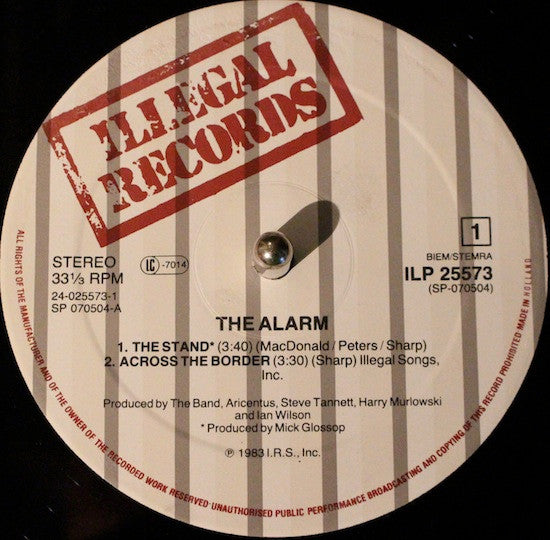 ILLEGAL
RECORDS
STEREO
33⅓ RPM
LC -7014
1
BIEM/STEMRA
ILP 25573
(SP-070504)
24-025573-1
SP 070504-A
THE ALARM
1. THE STAND* (3:40) (MacDonald / Peters / Sharp)
2. ACROSS THE BORDER (3:30) (Sharp) Illegal Songs,
Inc.
Produced by The Band, Aricentus, Steve Tannett, Harry Murlowski
and Ian Wilson
* Produced by Mick Glossop
℗ 1983 I.R.S., Inc.
ALL RIGHTS OF THE MANUFACTURER AND OF THE OWNER OF THE RECORDED WORK RESERVED UNAUTHORISED PUBLIC PERFORMANCE BROADCASTING AND COPYING OF THIS RECORD PROHIBITED MADE IN HOLLAND